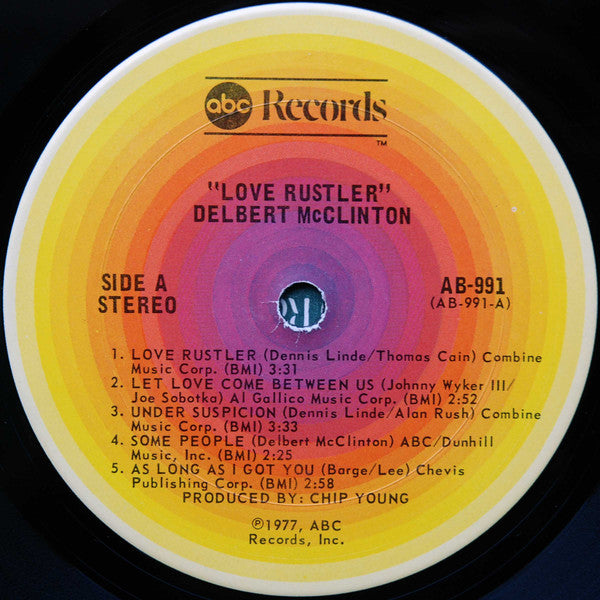 abc Records
TM
"LOVE RUSTLER"
DELBERT McCLINTON
SIDE A
STEREO
AB-991
(AB-991-A)
1. LOVE RUSTLER (Dennis Linde/Thomas Cain) Combine
Music Corp. (BMI) 3:31
2. LET LOVE COME BETWEEN US (Johnny Wyker III/
Joe Sobotka) Al Gallico Music Corp. (BMI) 2:52
3. UNDER SUSPICION (Dennis Linde/Alan Rush) Combine
Music Corp. (BMI) 3:33
4. SOME PEOPLE (Delbert McClinton) ABC/Dunhill
Music, Inc. (BMI) 2:25
5. AS LONG AS I GOT YOU (Barge/Lee) Chevis
Publishing Corp. (BMI) 2:58
PRODUCED BY: CHIP YOUNG
℗1977, ABC
Records, Inc.